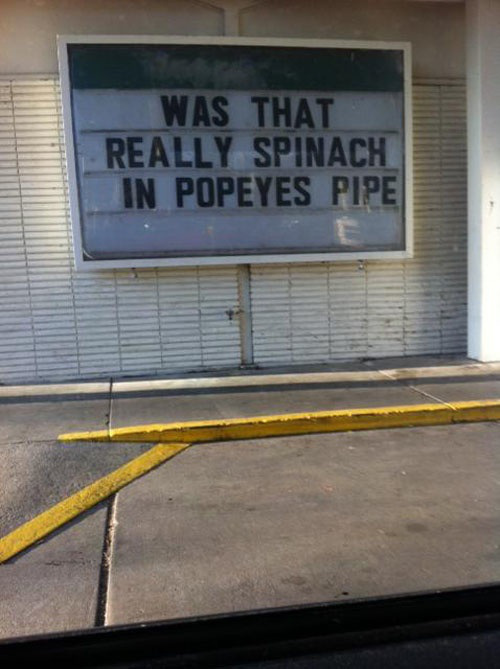 WAS THAT
REALLY SPINACH
IN POPEYES PIPE